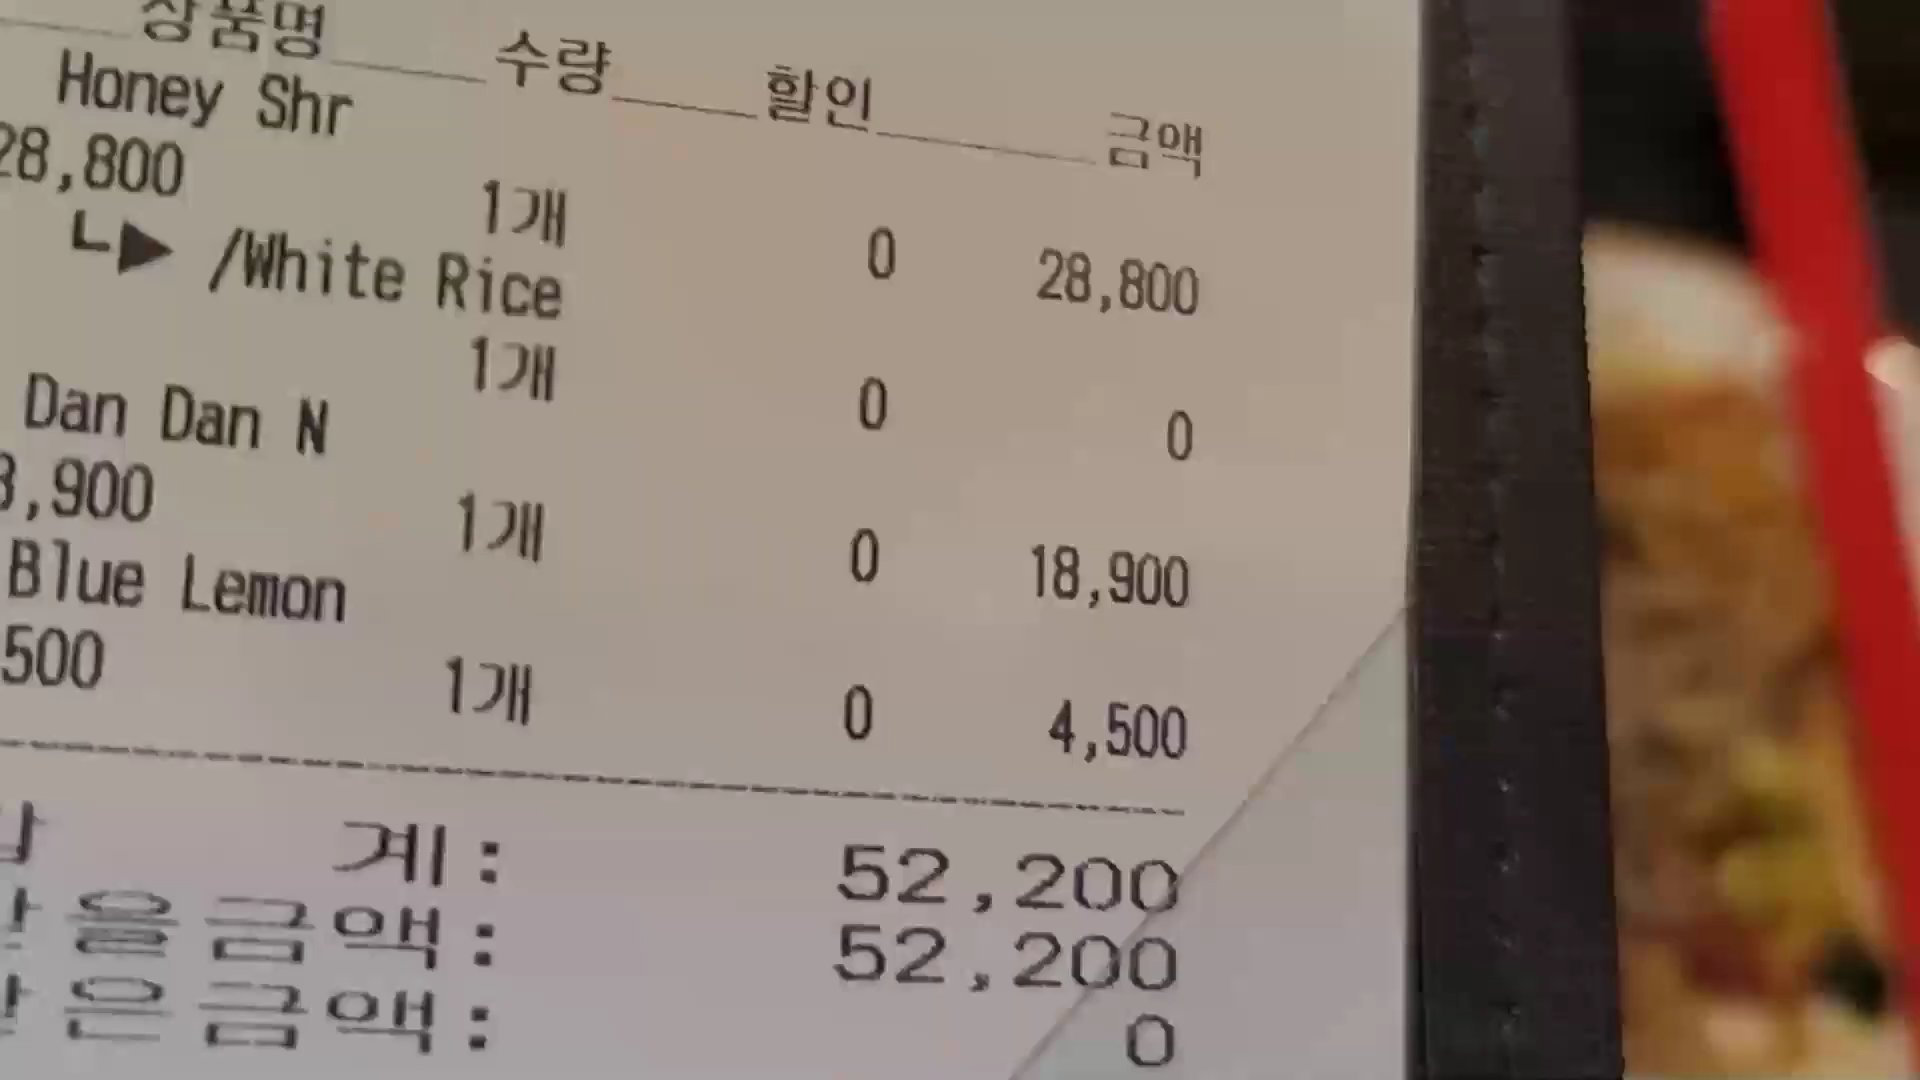 상품명 수량 할인 금액
Honey Shr
28,800 1개 0 28,800
┗▶ /White Rice
1개 0 0
Dan Dan N
,900 1개 0 18,900
Blue Lemon
500 1개 0 4,500
계: 52,200
을금액: 52,200
은금액: 0